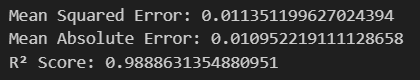 Mean Squared Error: 0.011351199627024394
Mean Absolute Error: 0.010952219111128658
R² Score: 0.9888631354880951